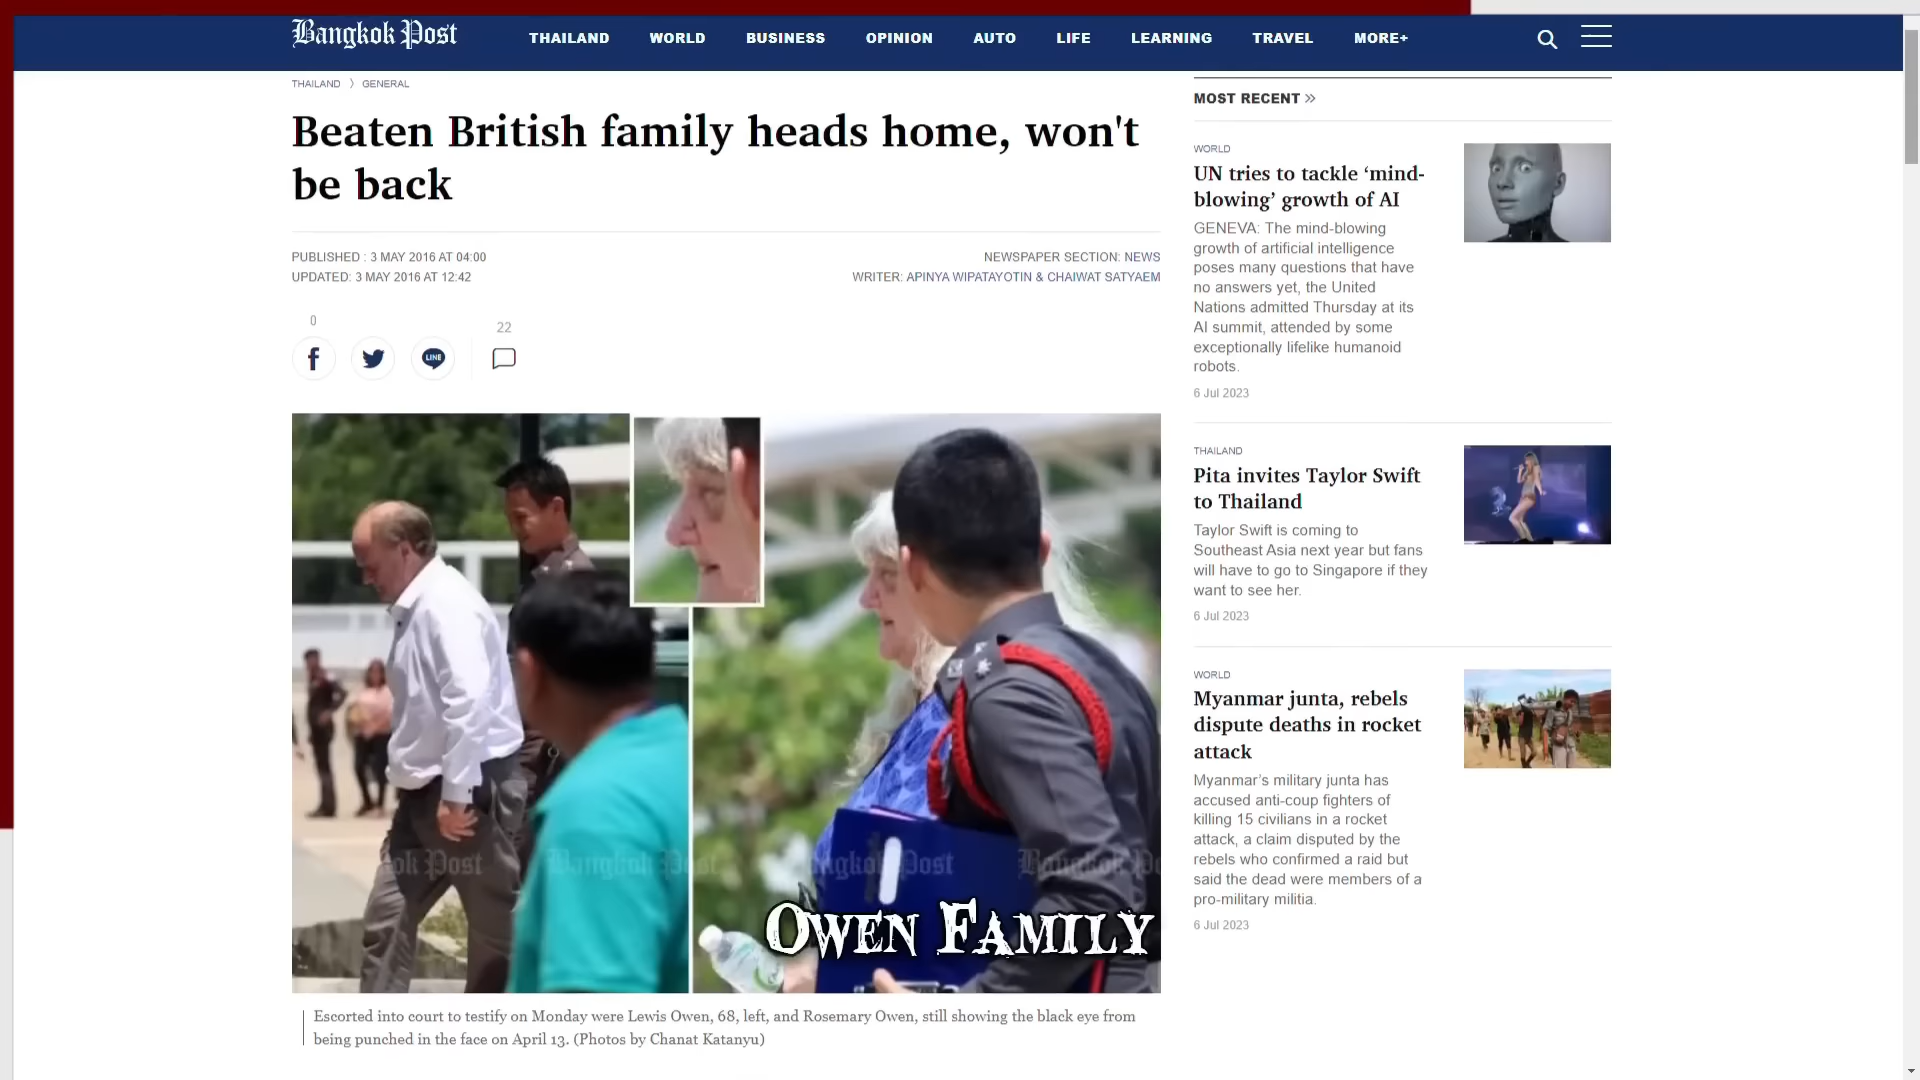 Bangkok Post
THAILAND WORLD BUSINESS OPINION AUTO LIFE LEARNING TRAVEL MORE+
THAILAND 〉 GENERAL
Beaten British family heads home, won't
be back
PUBLISHED : 3 MAY 2016 AT 04:00
UPDATED: 3 MAY 2016 AT 12:42
NEWSPAPER SECTION: NEWS
WRITER: APINYA WIPATAYOTIN & CHAIWAT SATYAEM
0
22
LINE
Bangkok Post
Bangkok Post
OWEN FAMILY
Escorted into court to testify on Monday were Lewis Owen, 68, left, and Rosemary Owen, still showing the black eye from
being punched in the face on April 13. (Photos by Chanat Katanyu)
MOST RECENT »
WORLD
UN tries to tackle ‘mind-
blowing’ growth of AI
GENEVA: The mind-blowing
growth of artificial intelligence
poses many questions that have
no answers yet, the United
Nations admitted Thursday at its
AI summit, attended by some
exceptionally lifelike humanoid
robots.
6 Jul 2023
THAILAND
Pita invites Taylor Swift
to Thailand
Taylor Swift is coming to
Southeast Asia next year but fans
will have to go to Singapore if they
want to see her.
6 Jul 2023
WORLD
Myanmar junta, rebels
dispute deaths in rocket
attack
Myanmar’s military junta has
accused anti-coup fighters of
killing 15 civilians in a rocket
attack, a claim disputed by the
rebels who confirmed a raid but
said the dead were members of a
pro-military militia.
6 Jul 2023